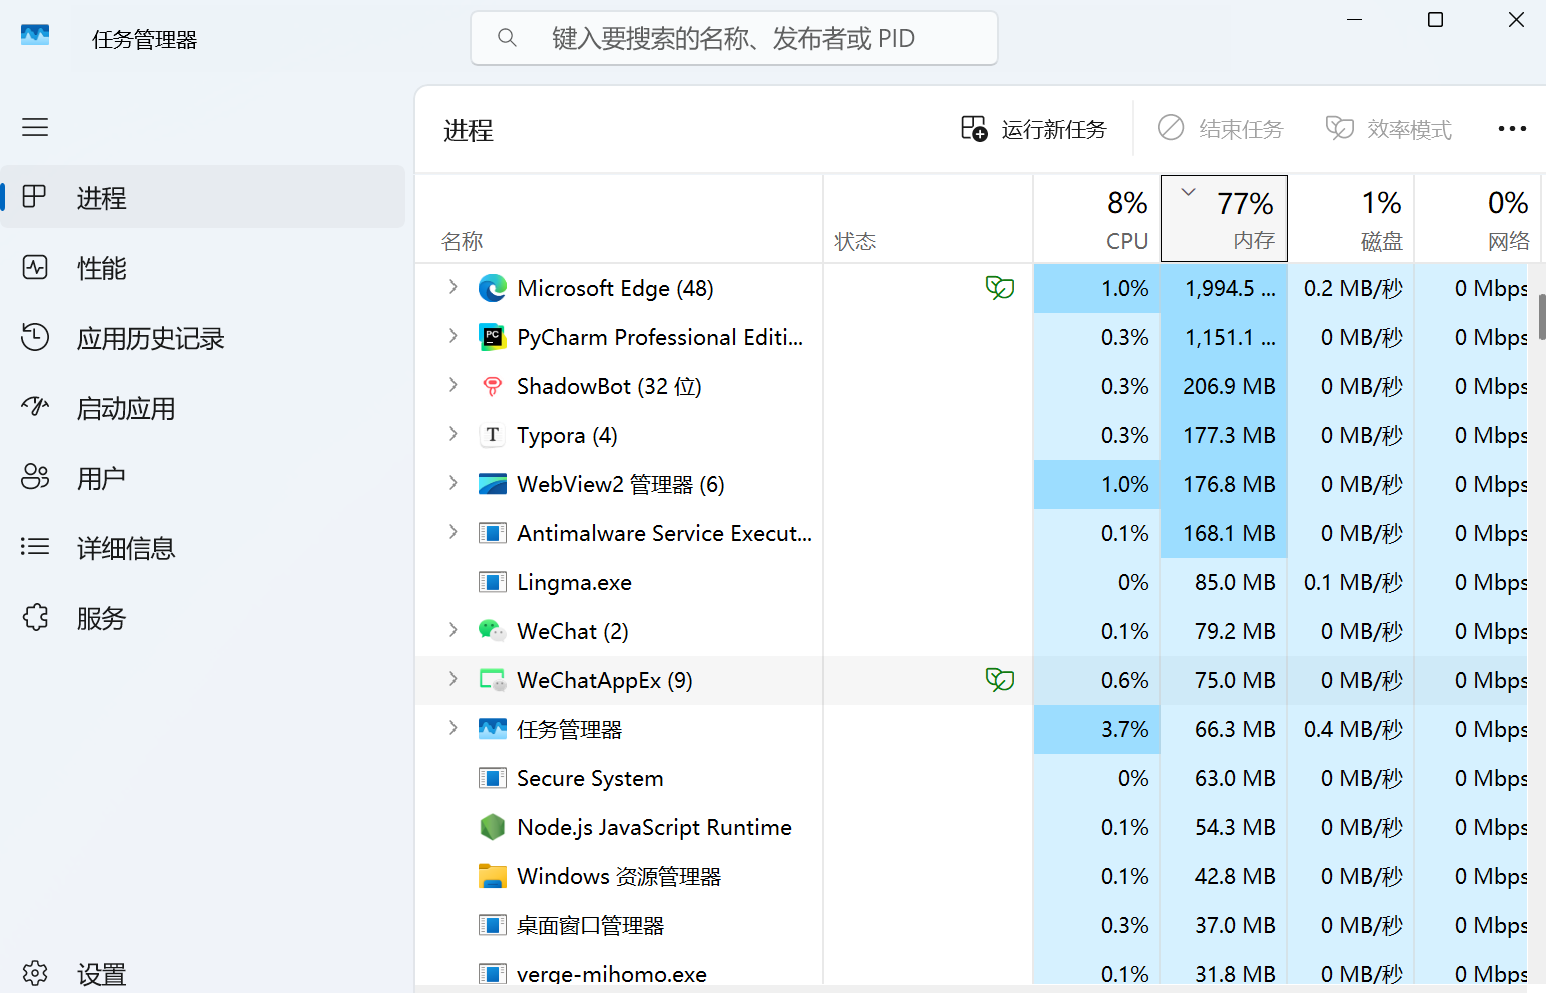 任务管理器
键入要搜索的名称、发布者或 PID
进程
运行新任务
结束任务
效率模式
进程
性能
应用历史记录
启动应用
用户
详细信息
服务
设置
名称 状态 8% CPU 77% 内存 1% 磁盘 0% 网络
Microsoft Edge (48) 1.0% 1,994.5 ... 0.2 MB/秒 0 Mbps
PyCharm Professional Editi... 0.3% 1,151.1 ... 0 MB/秒 0 Mbps
ShadowBot (32 位) 0.3% 206.9 MB 0 MB/秒 0 Mbps
T Typora (4) 0.3% 177.3 MB 0 MB/秒 0 Mbps
WebView2 管理器 (6) 1.0% 176.8 MB 0 MB/秒 0 Mbps
Antimalware Service Execut... 0.1% 168.1 MB 0 MB/秒 0 Mbps
Lingma.exe 0% 85.0 MB 0.1 MB/秒 0 Mbps
WeChat (2) 0.1% 79.2 MB 0 MB/秒 0 Mbps
WeChatAppEx (9) 0.6% 75.0 MB 0 MB/秒 0 Mbps
任务管理器 3.7% 66.3 MB 0.4 MB/秒 0 Mbps
Secure System 0% 63.0 MB 0 MB/秒 0 Mbps
Node.js JavaScript Runtime 0.1% 54.3 MB 0 MB/秒 0 Mbps
Windows 资源管理器 0.1% 42.8 MB 0 MB/秒 0 Mbps
桌面窗口管理器 0.3% 37.0 MB 0 MB/秒 0 Mbps
verge-mihomo.exe 0.1% 31.8 MB 0 MB/秒 0 Mbps